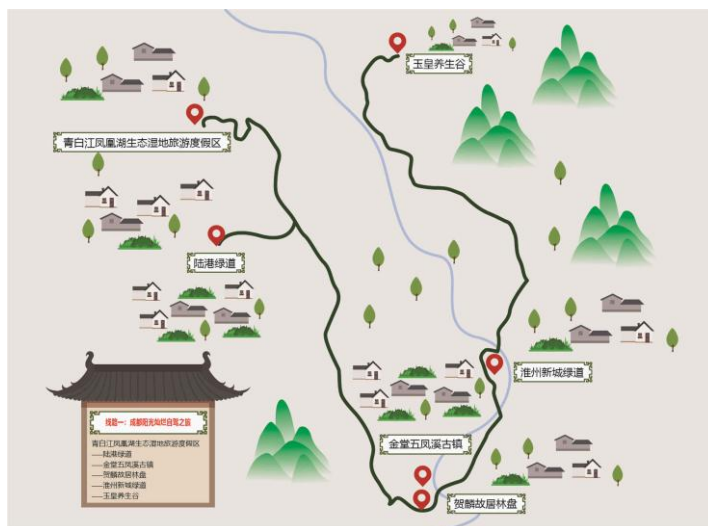 玉皇养生谷
青白江凤凰湖生态湿地旅游度假区
陆港绿道
淮州新城绿道
金堂五凤溪古镇
贺麟故居林盘
线路一：成都阳光灿烂自驾之旅
青白江凤凰湖生态湿地旅游度假区
——陆港绿道
——金堂五凤溪古镇
——贺麟故居林盘
——淮州新城绿道
——玉皇养生谷